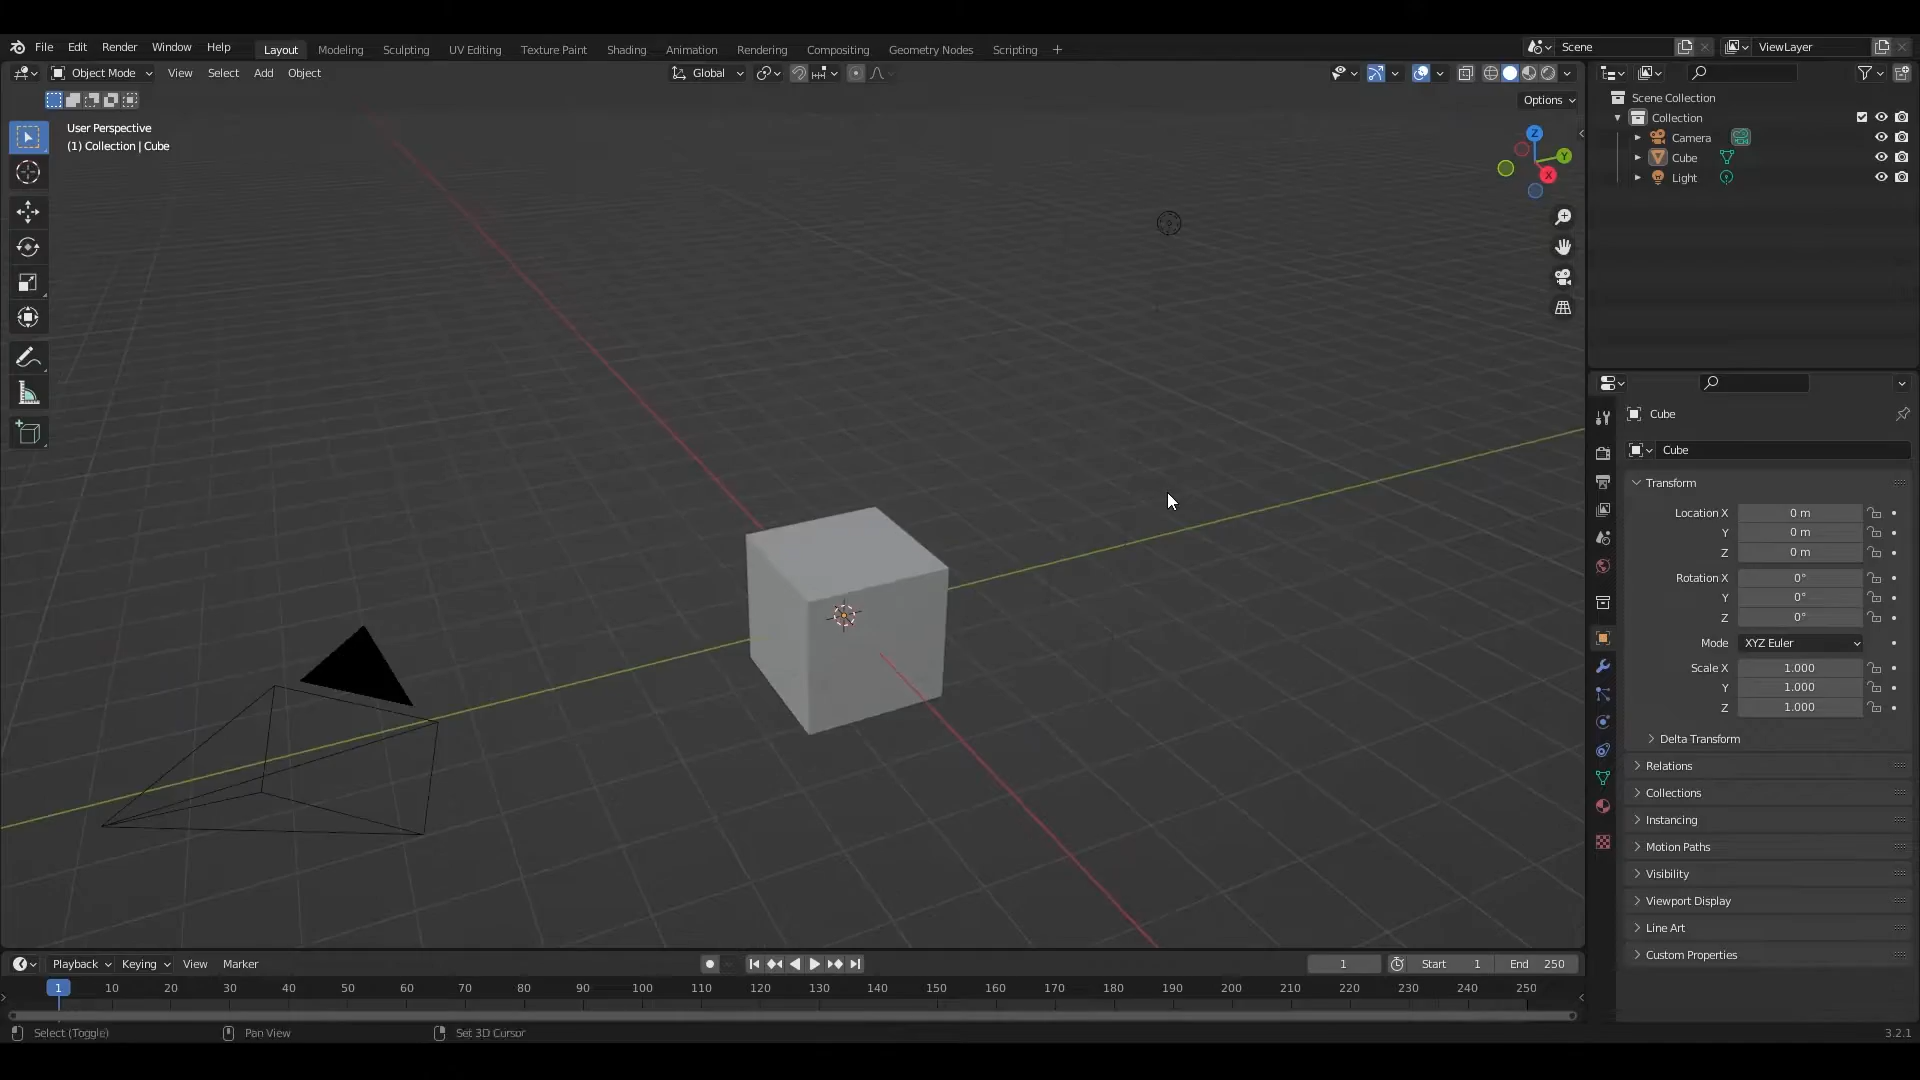 File Edit Render Window Help Layout Modeling Sculpting UV Editing Texture Paint Shading Animation Rendering Compositing Geometry Nodes Scripting Scene ViewLayer
Object Mode View Select Add Object Global
Options
User Perspective
(1) Collection | Cube
Z
Y
X
Scene Collection
Collection
Camera
Cube
Light
Cube
Cube
Transform
Location X 0 m
Y 0 m
Z 0 m
Rotation X 0°
Y 0°
Z 0°
Mode XYZ Euler
Scale X 1.000
Y 1.000
Z 1.000
Delta Transform
Relations
Collections
Instancing
Motion Paths
Visibility
Viewport Display
Line Art
Custom Properties
Playback Keying View Marker 1 Start 1 End 250
1 10 20 30 40 50 60 70 80 90 100 110 120 130 140 150 160 170 180 190 200 210 220 230 240 250
Select (Toggle) Pan View Set 3D Cursor 3.2.1